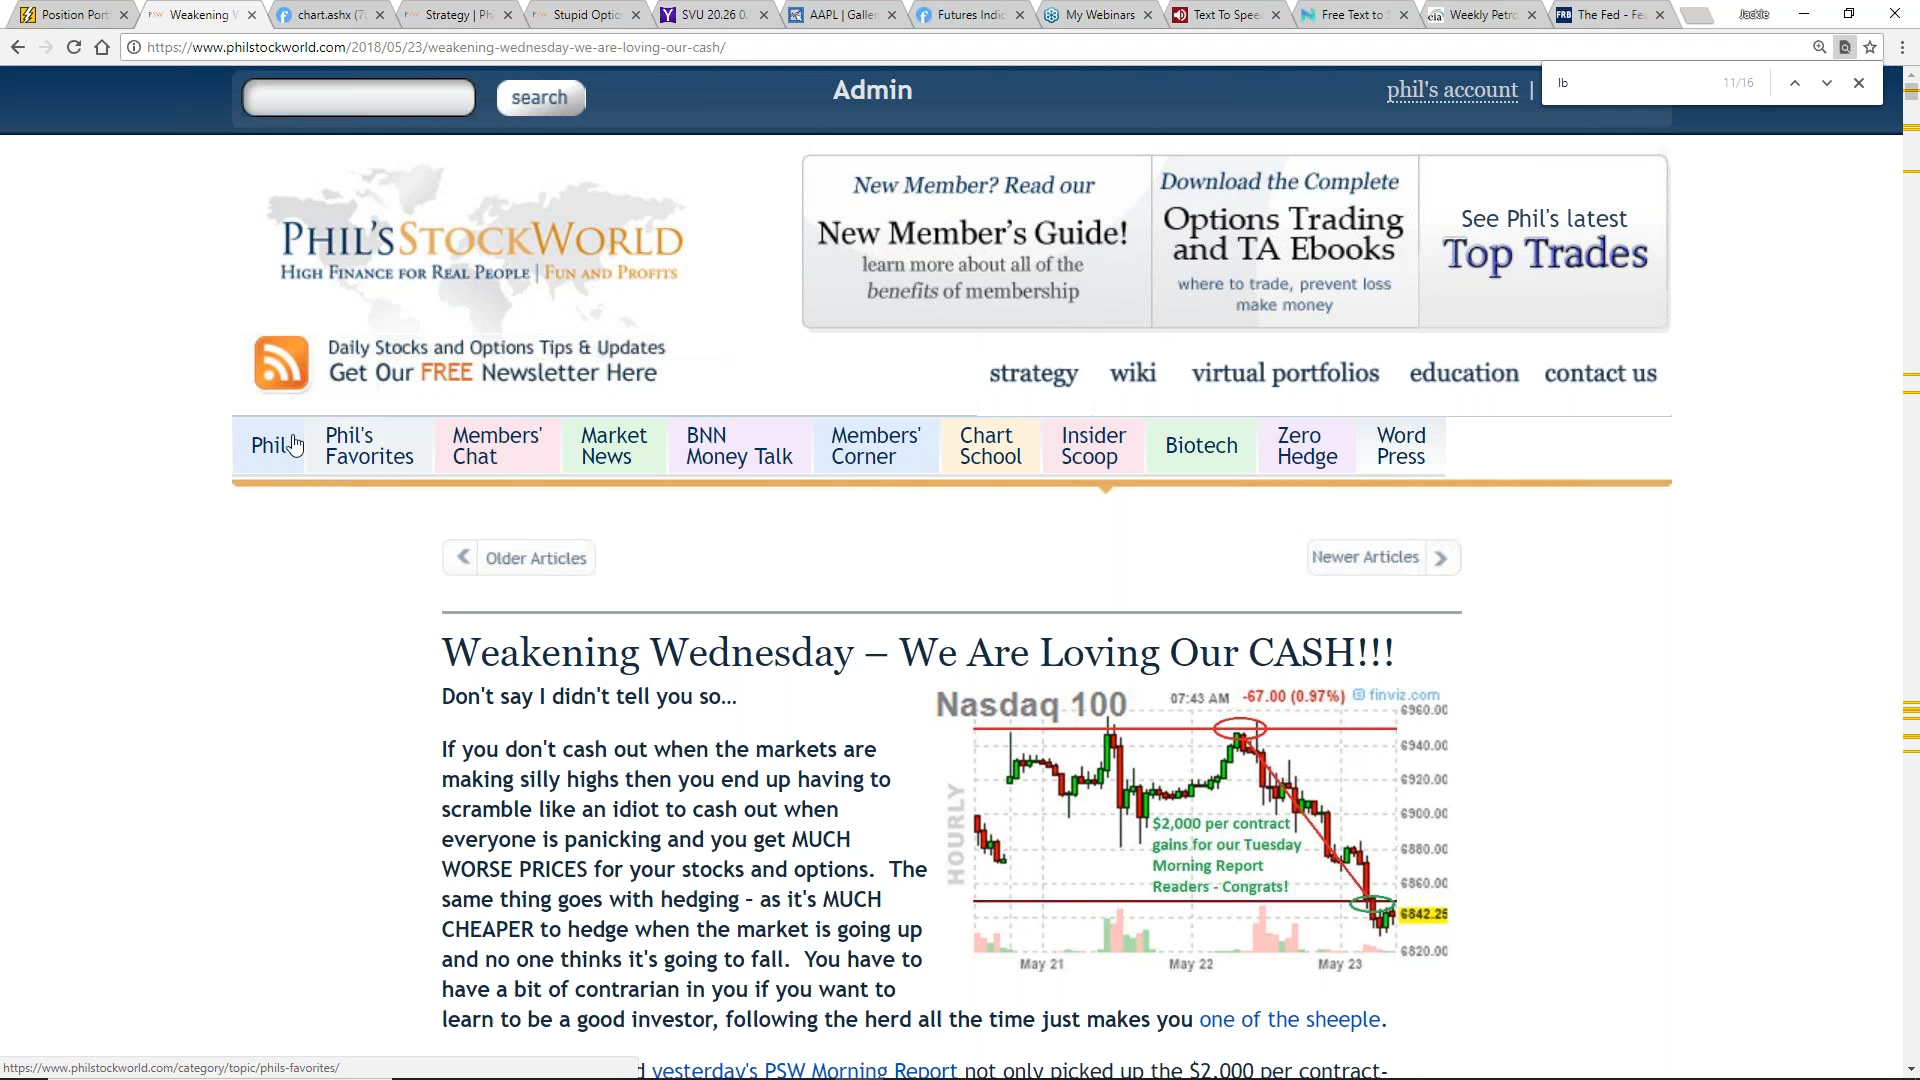 Position Port
Weakening W
chart.ashx (7
Strategy | Ph
Stupid Optio
SVU 20.26 0.
AAPL | Galler
Futures Indic
My Webinars
Text To Spee
Free Text to S
Weekly Petro
The Fed - Fe
Jackie
https://www.philstockworld.com/2018/05/23/weakening-wednesday-we-are-loving-our-cash/
lb 11/16
search
Admin
phil's account |
PHIL'S STOCKWORLD
HIGH FINANCE FOR REAL PEOPLE | FUN AND PROFITS
Daily Stocks and Options Tips & Updates
Get Our FREE Newsletter Here
New Member? Read our
New Member's Guide!
learn more about all of the
benefits of membership
Download the Complete
Options Trading
and TA Ebooks
where to trade, prevent loss
make money
See Phil's latest
Top Trades
strategy wiki virtual portfolios education contact us
Phil
Phil's
Favorites
Members'
Chat
Market
News
BNN
Money Talk
Members'
Corner
Chart
School
Insider
Scoop
Biotech
Zero
Hedge
Word
Press
Older Articles
Newer Articles
Weakening Wednesday – We Are Loving Our CASH!!!
Don't say I didn't tell you so...
If you don't cash out when the markets are
making silly highs then you end up having to
scramble like an idiot to cash out when
everyone is panicking and you get MUCH
WORSE PRICES for your stocks and options. The
same thing goes with hedging - as it's MUCH
CHEAPER to hedge when the market is going up
and no one thinks it's going to fall. You have to
have a bit of contrarian in you if you want to
learn to be a good investor, following the herd all the time just makes you one of the sheeple.
Nasdaq 100
07:43 AM -67.00 (0.97%) finviz.com
HOURLY
6960.00
6940.00
6920.00
6900.00
6880.00
6860.00
6842.25
6820.00
$2,000 per contract
gains for our Tuesday
Morning Report
Readers - Congrats!
May 21
May 22
May 23
yesterday's PSW Morning Report not only picked up the $2,000 per contract-
https://www.philstockworld.com/category/topic/phils-favorites/